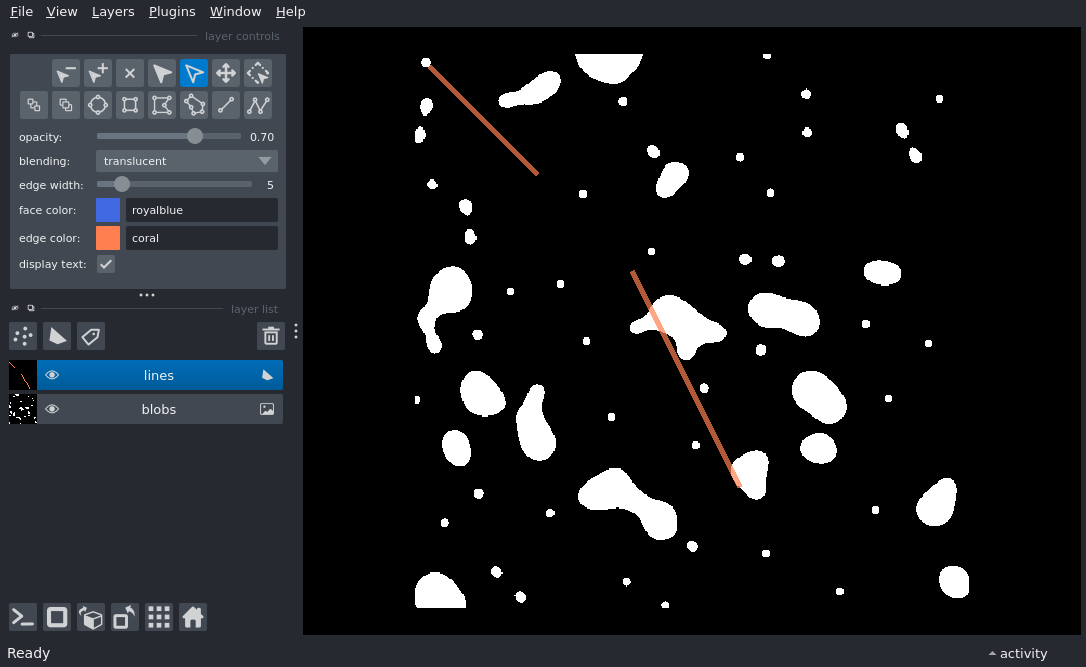 File View Layers Plugins Window Help
layer controls
opacity: 0.70
blending: translucent
edge width: 5
face color: royalblue
edge color: coral
display text:
layer list
lines
blobs
Ready
activity